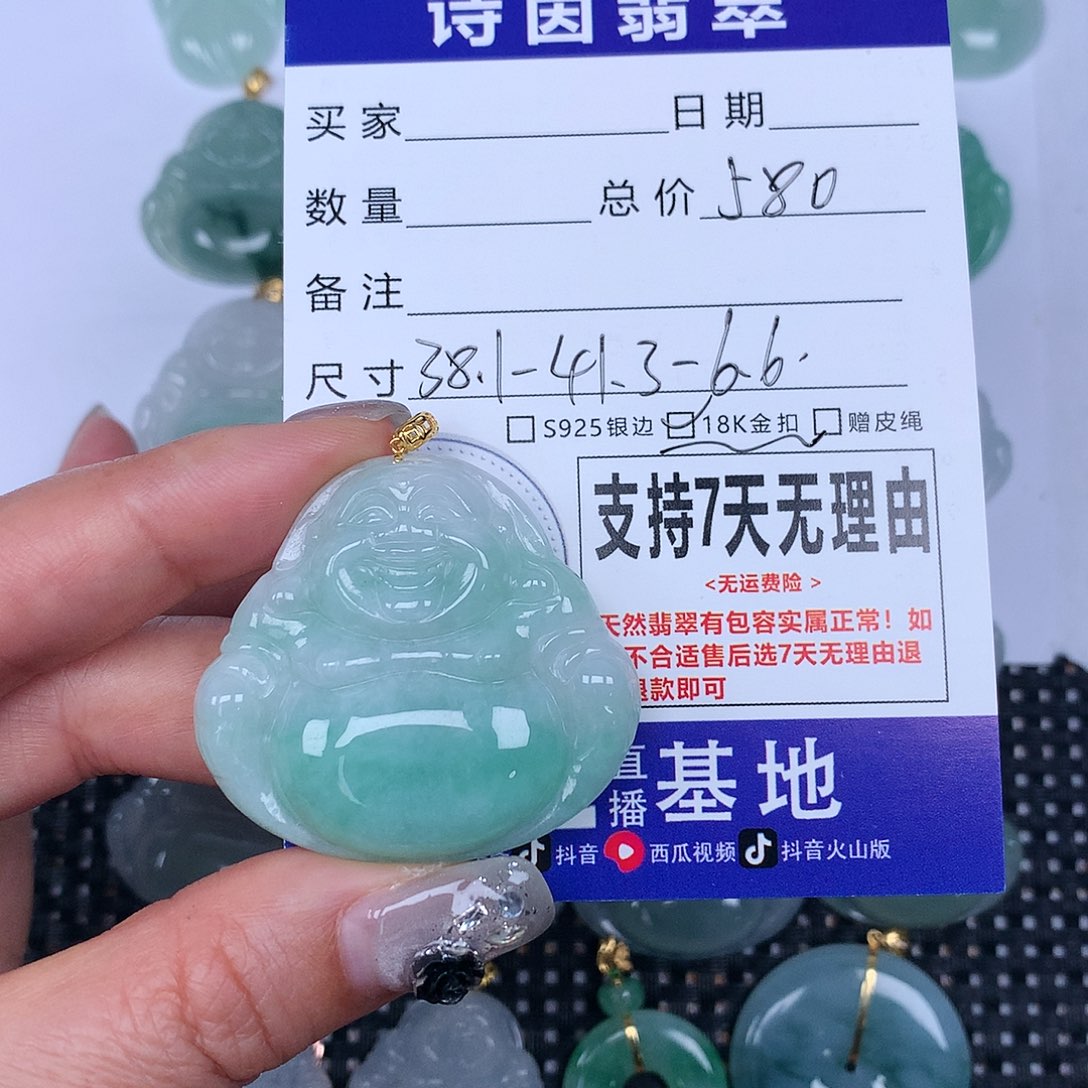 诗因翡翠
买家 日期
数量 总价 580
备注
尺寸 38.1-41.3-6.6.
S925银边 18K金扣 赠皮绳
支持7天无理由
<无运费险>
天然翡翠有包容实属正常！如
不合适售后选7天无理由退
退款即可
直播基地
抖音 西瓜视频 抖音火山版